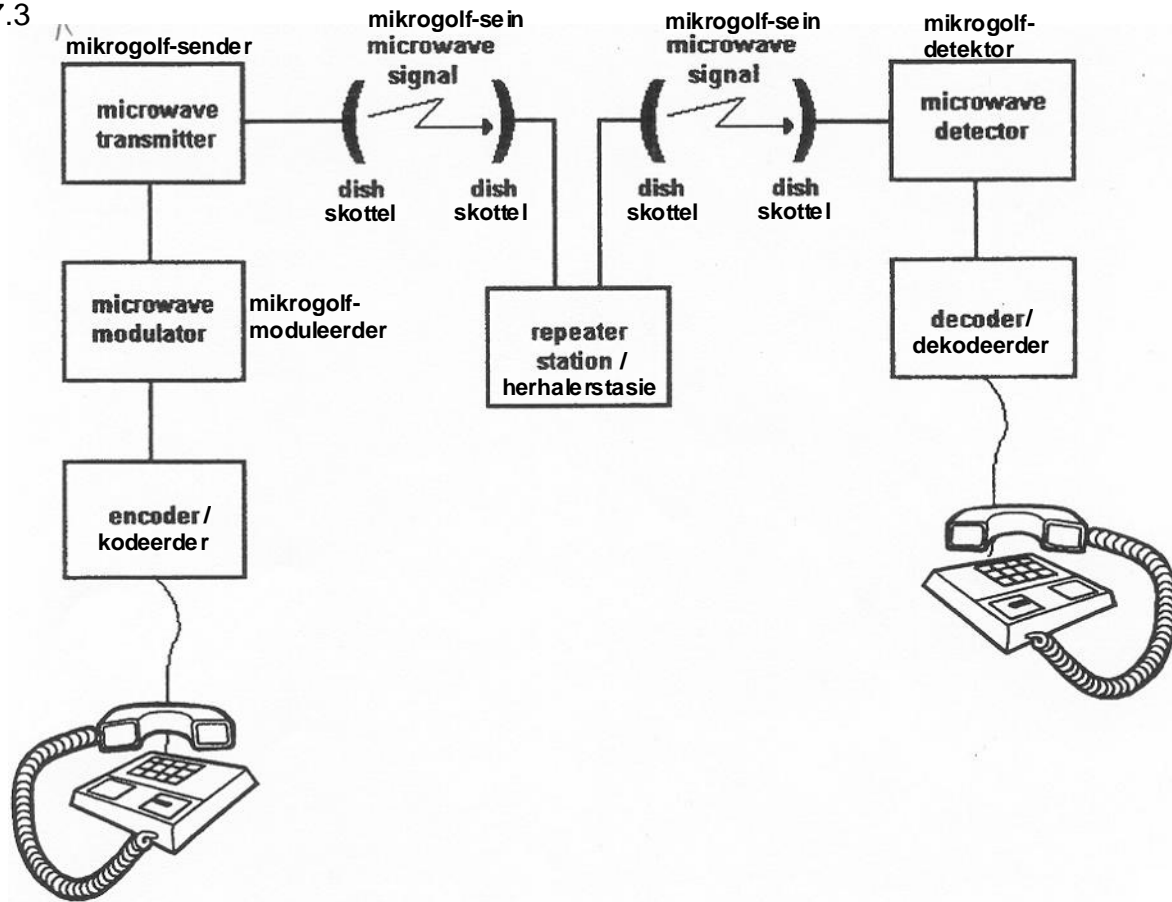 7.3
mikrogolf-sender
microwave
transmitter
mikrogolf-sein
microwave
signal
dish
skottel
dish
skottel
mikrogolf-sein
microwave
signal
dish
skottel
dish
skottel
mikrogolf-
detektor
microwave
detector
microwave
modulator
mikrogolf-
moduleerder
repeater
station /
herhalerstasie
decoder/
dekodeerder
encoder/
kodeerder